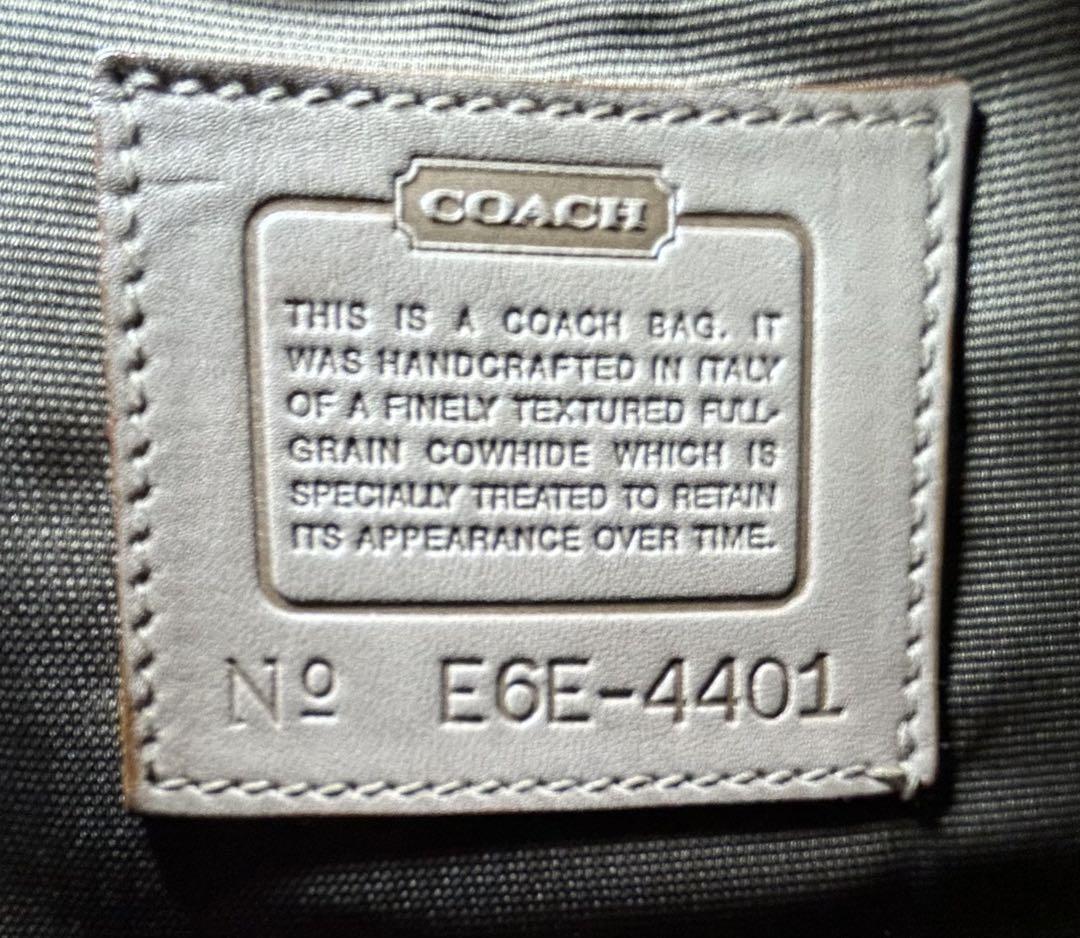 COACH
THIS IS A COACH BAG. IT
WAS HANDCRAFTED IN ITALY
OF A FINELY TEXTURED FULL-
GRAIN COWHIDE WHICH IS
SPECIALLY TREATED TO RETAIN
ITS APPEARANCE OVER TIME.
Nº E6E-4401